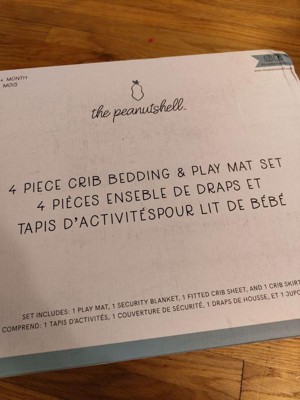 + MONTH
MOIS
the peanutshell.
4 PIECE CRIB BEDDING & PLAY MAT SET
4 PIÈCES ENSEBLE DE DRAPS ET
TAPIS D'ACTIVITÉSPOUR LIT DE BÉBÉ
SET INCLUDES: 1 PLAY MAT, 1 SECURITY BLANKET, 1 FITTED CRIB SHEET, AND 1 CRIB SKIRT
COMPREND: 1 TAPIS D'ACTIVITÉS, 1 COUVERTURE DE SÉCURITÉ, 1 DRAPS DE HOUSSE, ET 1 JUPO